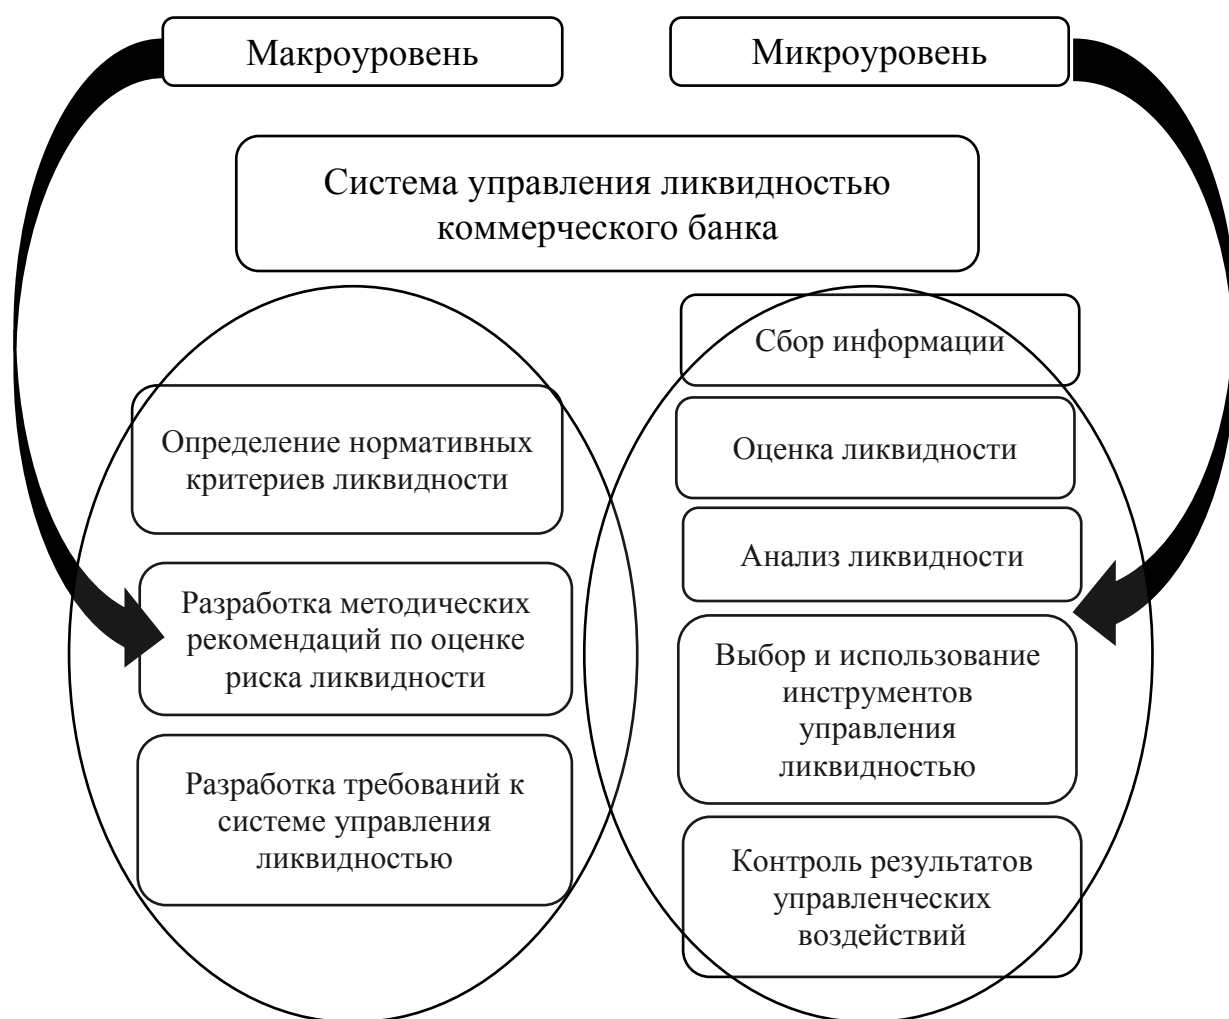 Макроуровень
Микроуровень
Система управления ликвидностью
коммерческого банка
Определение нормативных
критериев ликвидности
Разработка методических
рекомендаций по оценке
риска ликвидности
Разработка требований к
системе управления
ликвидностью
Сбор информации
Оценка ликвидности
Анализ ликвидности
Выбор и использование
инструментов
управления
ликвидностью
Контроль результатов
управленческих
воздействий